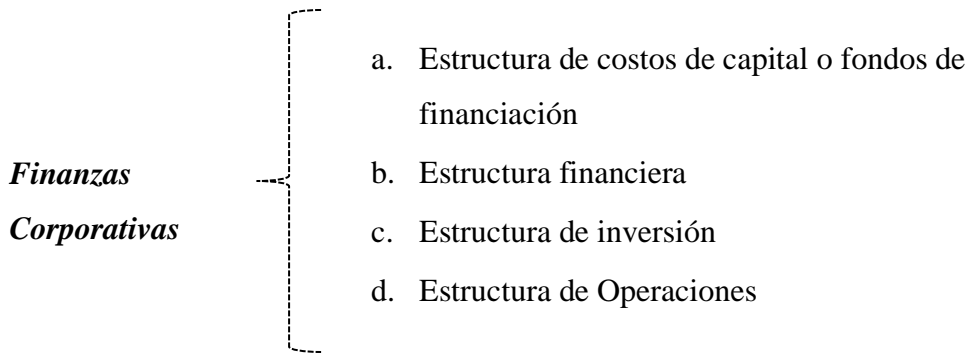 Finanzas
Corporativas
a. Estructura de costos de capital o fondos de
financiación
b. Estructura financiera
c. Estructura de inversión
d. Estructura de Operaciones